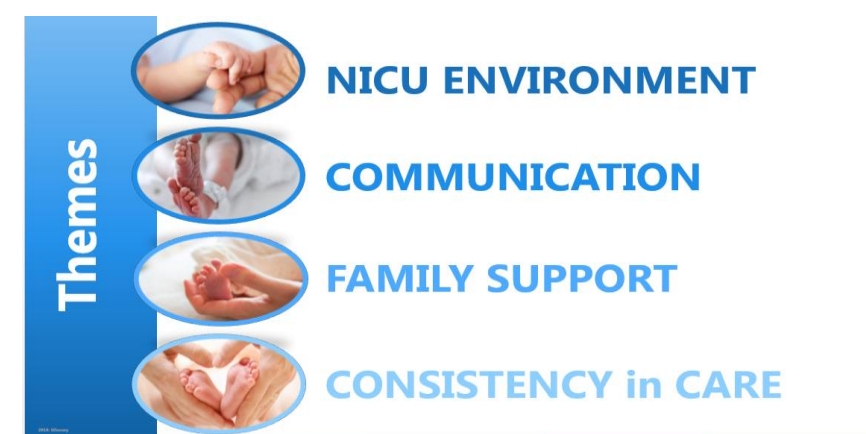 Themes
NICU ENVIRONMENT
COMMUNICATION
FAMILY SUPPORT
CONSISTENCY in CARE